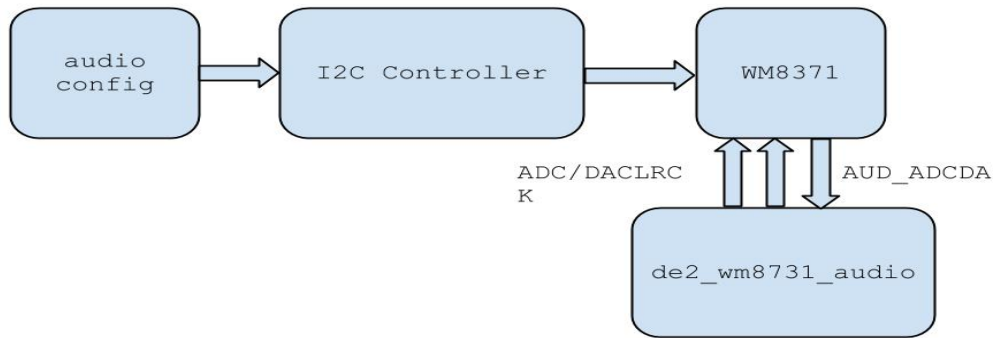 audio
config
I2C Controller
WM8371
ADC/DACLRC
K
AUD_ADCDA
de2_wm8731_audio